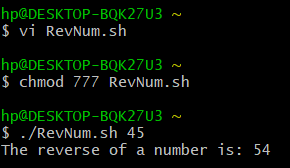 hp@DESKTOP-BQK27U3 ~
$ vi RevNum.sh
hp@DESKTOP-BQK27U3 ~
$ chmod 777 RevNum.sh
hp@DESKTOP-BQK27U3 ~
$ ./RevNum.sh 45
The reverse of a number is: 54